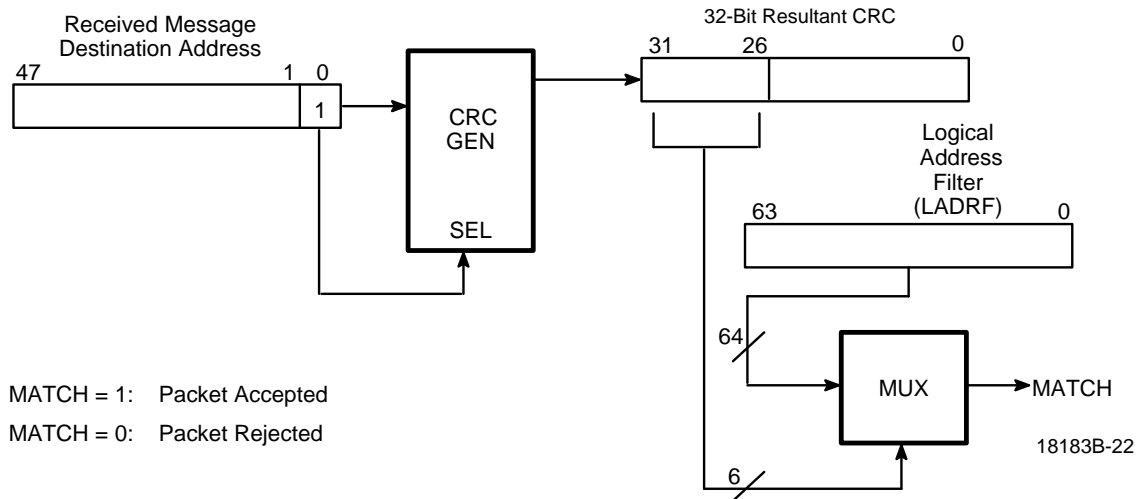 Received Message
Destination Address
47 1 0
1
CRC
GEN
SEL
32-Bit Resultant CRC
31 26 0
Logical
Address
Filter
(LADRF)
63 0
64
MUX
MATCH
6
MATCH = 1: Packet Accepted
MATCH = 0: Packet Rejected
18183B-22